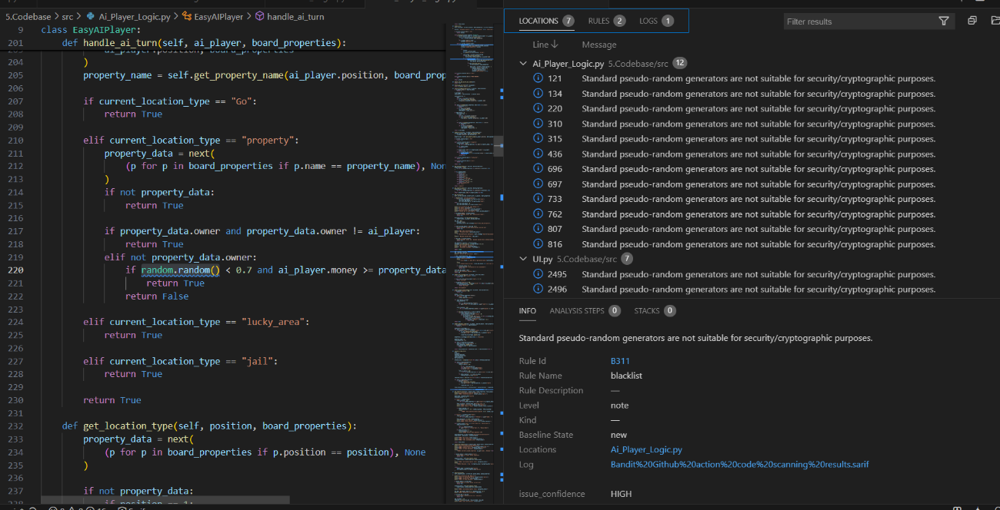 5.Codebase > src > Ai_Player_Logic.py > EasyAIPlayer > handle_ai_turn
9 class EasyAIPlayer:
201 def handle_ai_turn(self, ai_player, board_properties):
204 )
205 property_name = self.get_property_name(ai_player.position, board_prop
206
207 if current_location_type == "Go":
208 return True
209
210 elif current_location_type == "property":
211 property_data = next(
212 (p for p in board_properties if p.name == property_name), Non
213 )
214 if not property_data:
215 return True
216
217 if property_data.owner and property_data.owner != ai_player:
218 return True
219 elif not property_data.owner:
220 if random.random() < 0.7 and ai_player.money >= property_data
221 return True
222 return False
223
224 elif current_location_type == "lucky_area":
225 return True
226
227 elif current_location_type == "jail":
228 return True
229
230 return True
231
232 def get_location_type(self, position, board_properties):
233 property_data = next(
234 (p for p in board_properties if p.position == position), None
235 )
236
237 if not property_data:
LOCATIONS 7 RULES 2 LOGS 1
Filter results
Line Message
Ai_Player_Logic.py 5.Codebase/src 12
121 Standard pseudo-random generators are not suitable for security/cryptographic purposes.
134 Standard pseudo-random generators are not suitable for security/cryptographic purposes.
220 Standard pseudo-random generators are not suitable for security/cryptographic purposes.
310 Standard pseudo-random generators are not suitable for security/cryptographic purposes.
315 Standard pseudo-random generators are not suitable for security/cryptographic purposes.
436 Standard pseudo-random generators are not suitable for security/cryptographic purposes.
696 Standard pseudo-random generators are not suitable for security/cryptographic purposes.
697 Standard pseudo-random generators are not suitable for security/cryptographic purposes.
733 Standard pseudo-random generators are not suitable for security/cryptographic purposes.
762 Standard pseudo-random generators are not suitable for security/cryptographic purposes.
807 Standard pseudo-random generators are not suitable for security/cryptographic purposes.
816 Standard pseudo-random generators are not suitable for security/cryptographic purposes.
UI.py 5.Codebase/src 7
2495 Standard pseudo-random generators are not suitable for security/cryptographic purposes.
2496 Standard pseudo-random generators are not suitable for security/cryptographic purposes.
INFO ANALYSIS STEPS 0 STACKS 0
Standard pseudo-random generators are not suitable for security/cryptographic purposes.
Rule Id B311
Rule Name blacklist
Rule Description —
Level note
Kind —
Baseline State new
Locations Ai_Player_Logic.py
Log Bandit%20Github%20action%20code%20scanning%20results.sarif
issue_confidence HIGH